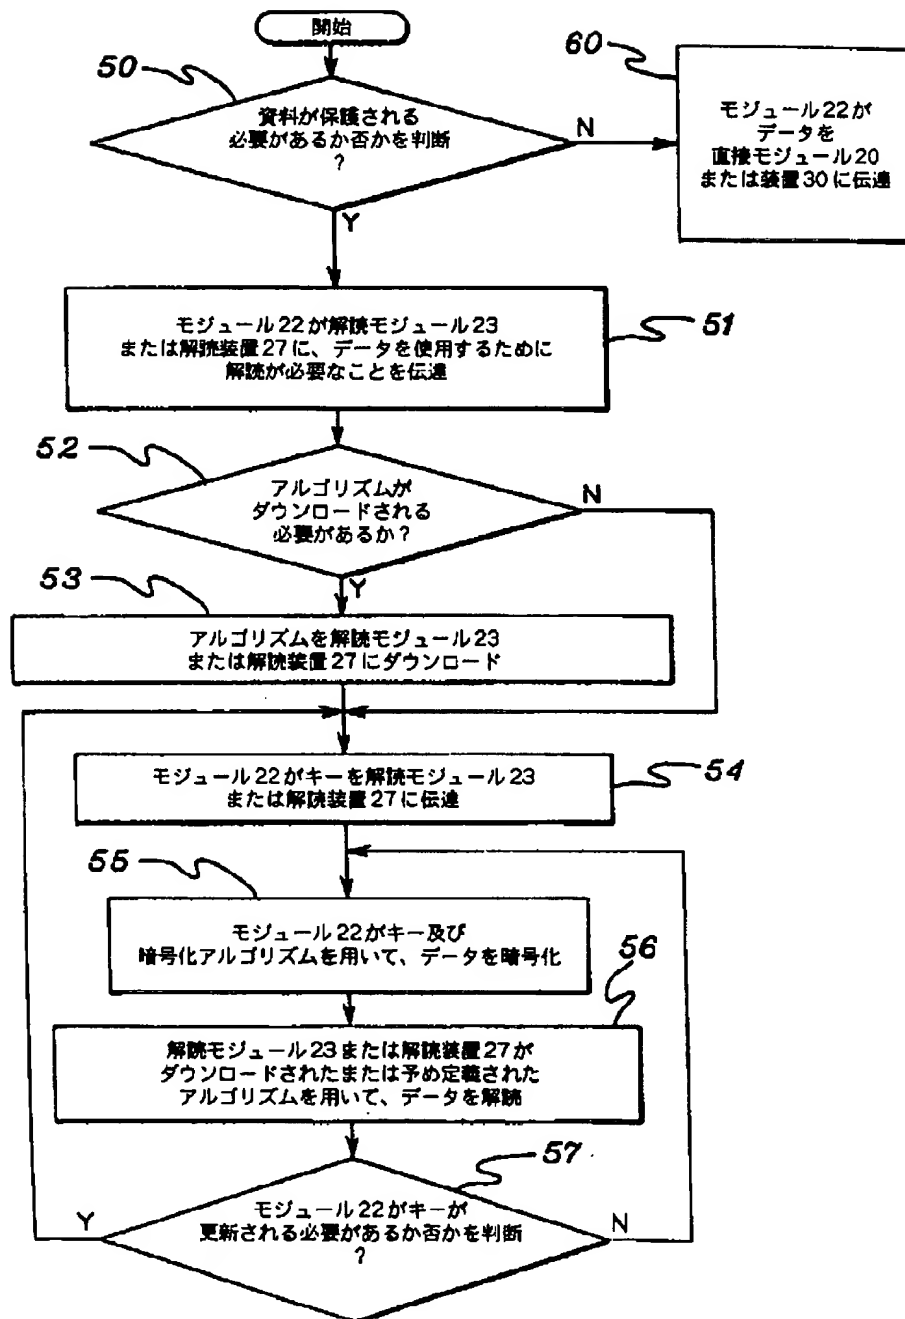 開始
50
資料が保護される
必要があるか否かを判断
?
N
60
モジュール22が
データを
直接モジュール20
または装置30に伝達
Y
モジュール22が解読モジュール23
または解読装置27に、データを使用するために
解読が必要なことを伝達
51
52
アルゴリズムが
ダウンロードされる
必要があるか?
N
Y
53
アルゴリズムを解読モジュール23
または解読装置27にダウンロード
モジュール22がキーを解読モジュール23
または解読装置27に伝達
54
55
モジュール22がキー及び
暗号化アルゴリズムを用いて、データを暗号化
56
解読モジュール23または解読装置27が
ダウンロードされたまたは予め定義された
アルゴリズムを用いて、データを解読
57
モジュール22がキーが
更新される必要があるか否かを判断
?
Y
N